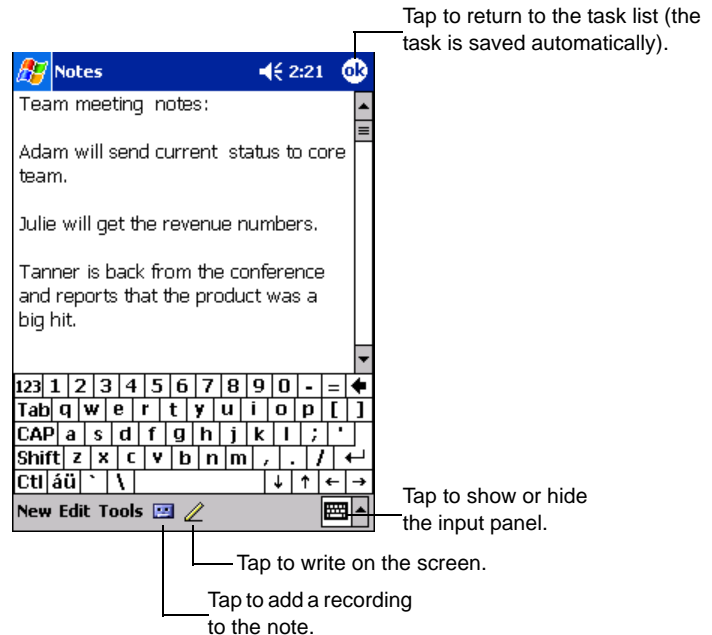 Tap to return to the task list (the
task is saved automatically).
Notes 2:21 ok
Team meeting notes:
Adam will send current status to core
team.
Julie will get the revenue numbers.
Tanner is back from the conference
and reports that the product was a
big hit.
123 1 2 3 4 5 6 7 8 9 0 - =
Tab q w e r t y u i o p [ ]
CAP a s d f g h j k l ; '
Shift z x c v b n m , . /
Ctl áü ` \
New Edit Tools
Tap to show or hide
the input panel.
Tap to write on the screen.
Tap to add a recording
to the note.